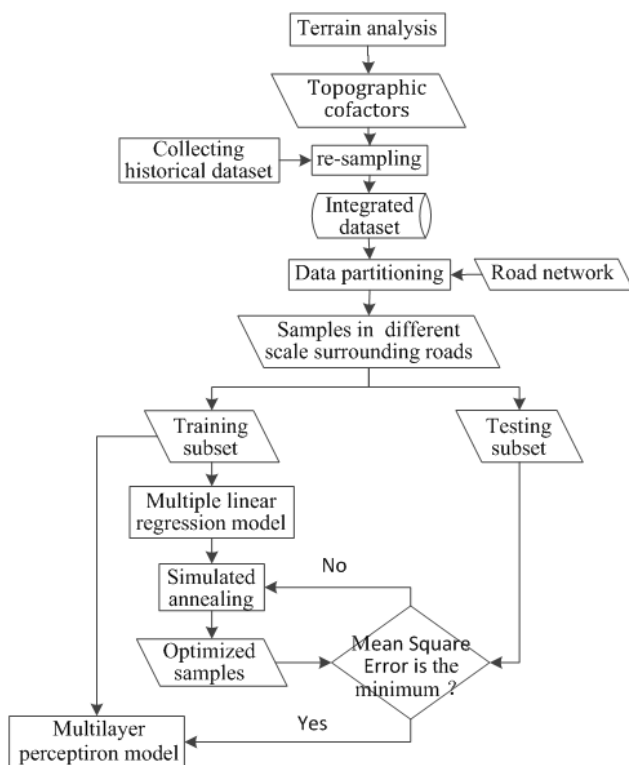 Terrain analysis
Topographic
cofactors
Collecting
historical dataset
re-sampling
Integrated
dataset
Data partitioning
Road network
Samples in different
scale surrounding roads
Training
subset
Testing
subset
Multiple linear
regression model
No
Simulated
annealing
Mean Square
Error is the
minimum ?
Optimized
samples
Yes
Multilayer
perceptiron model